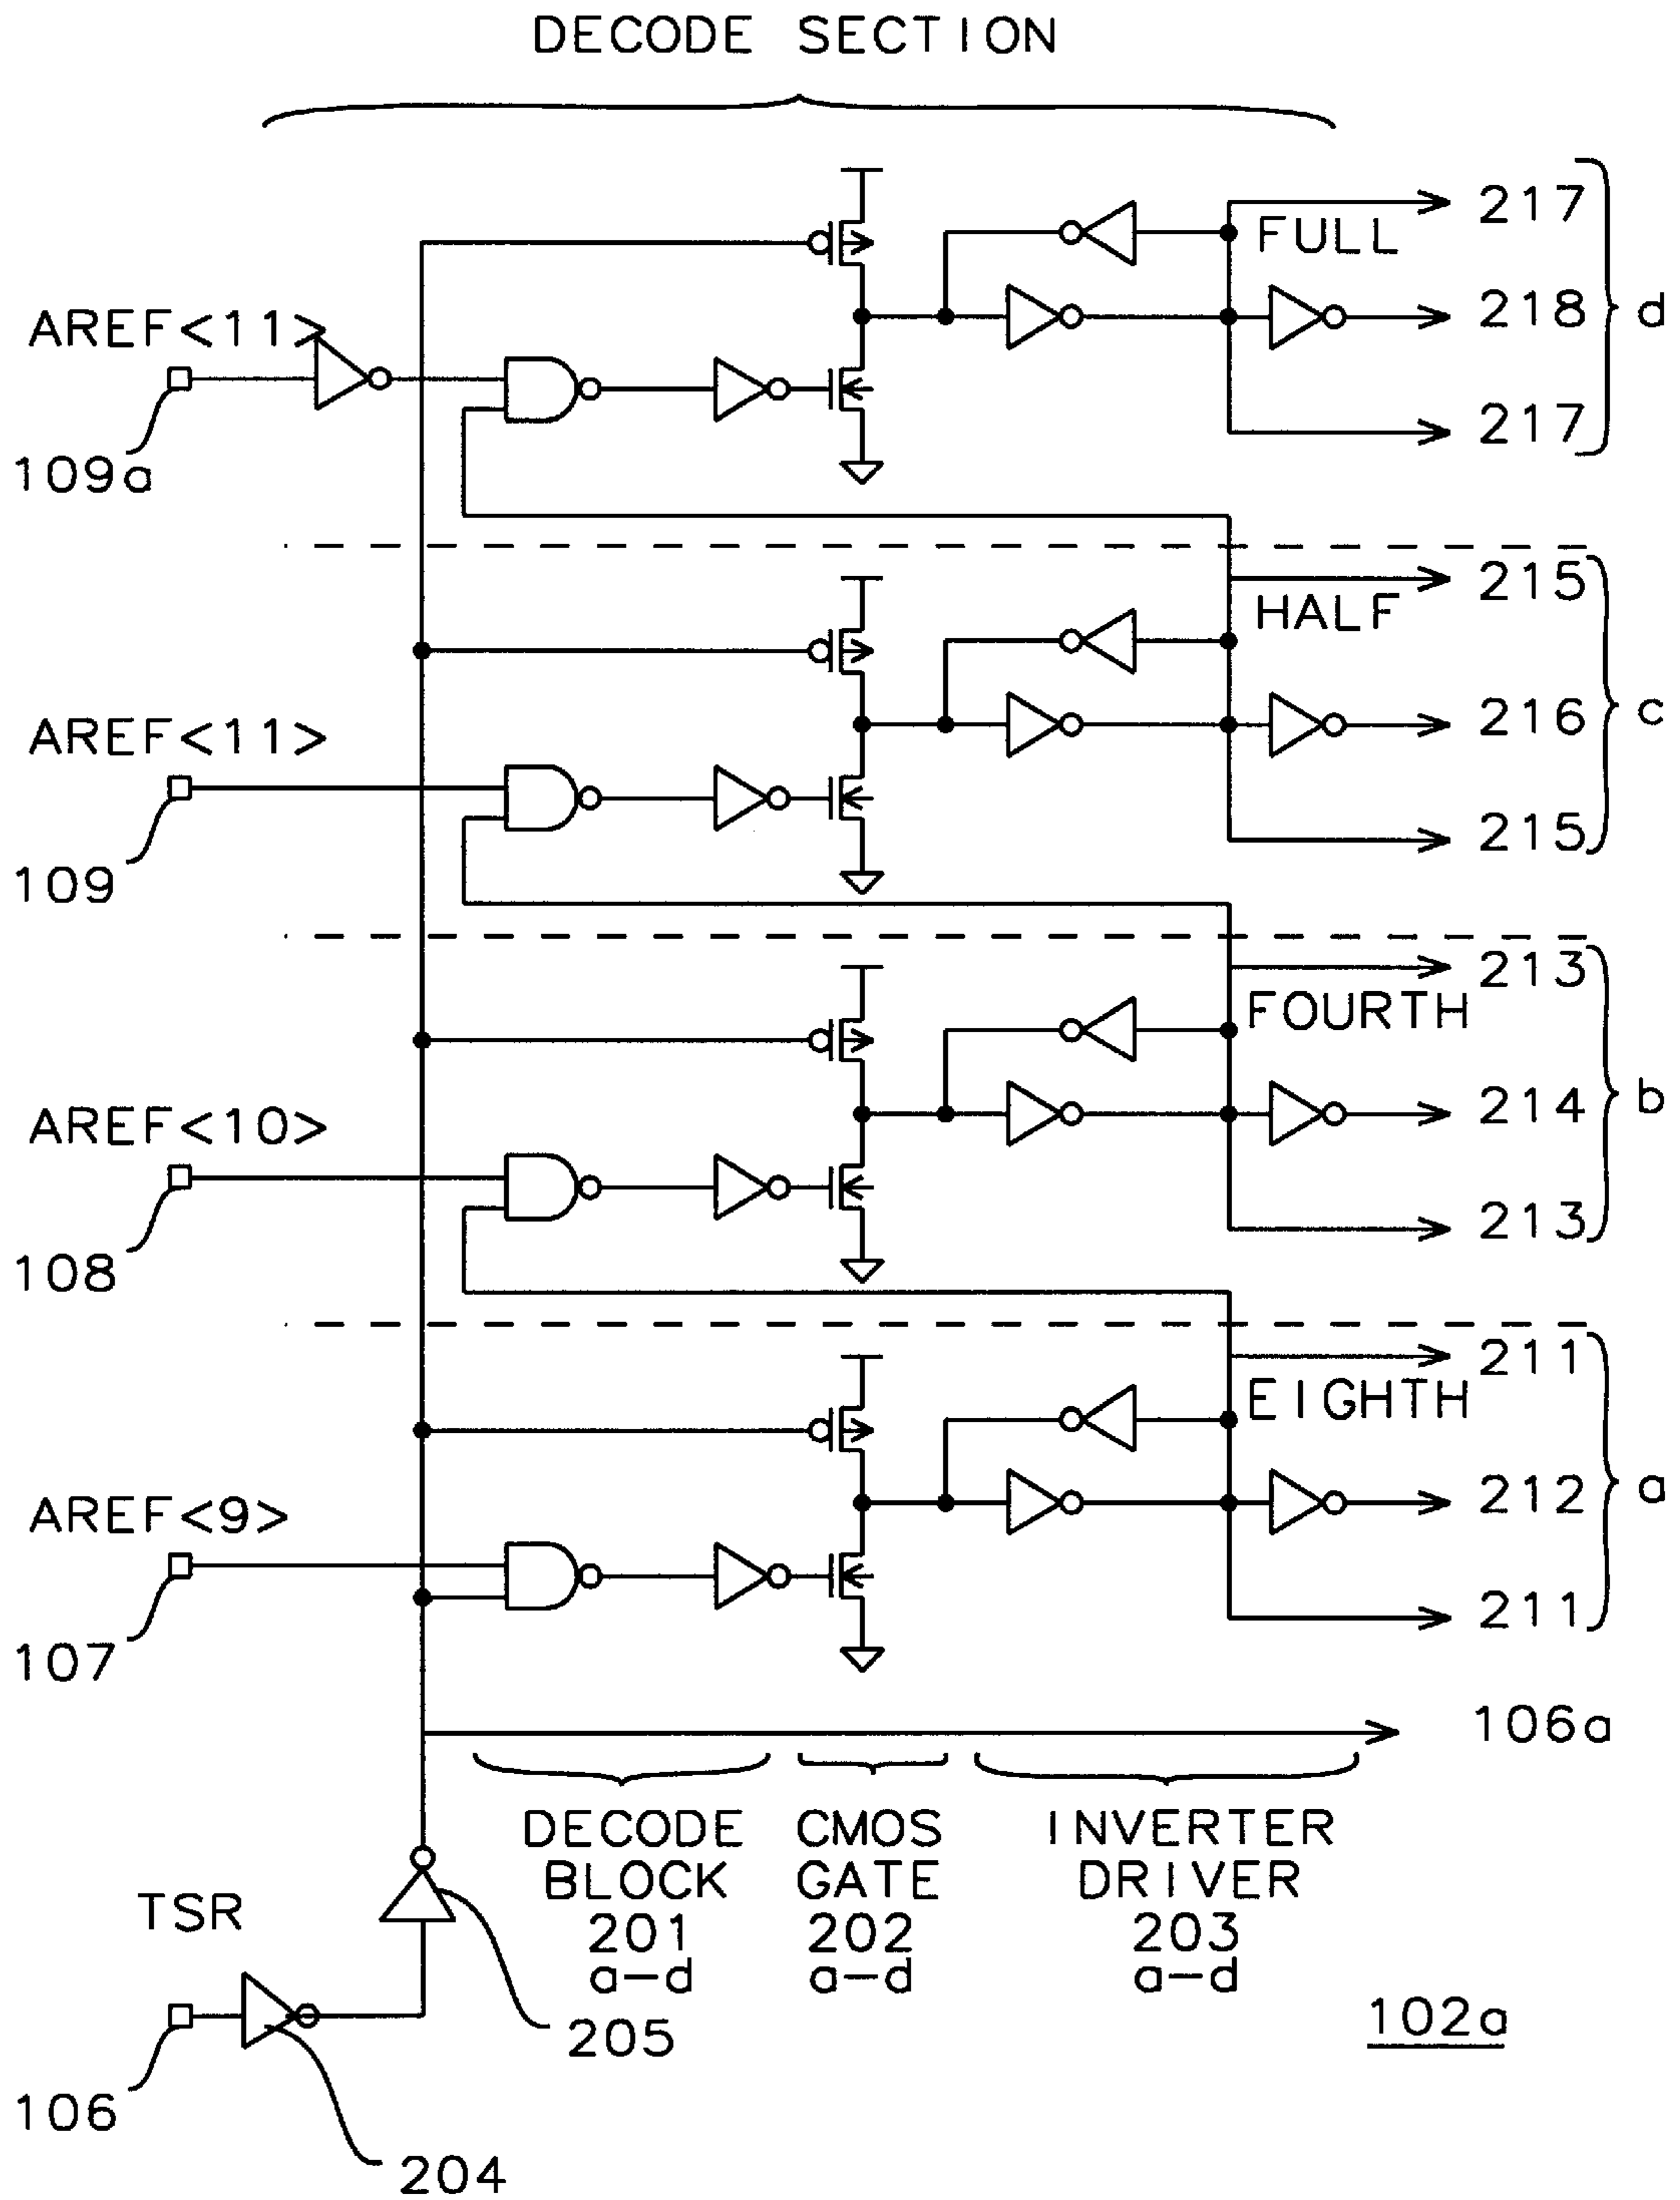 DECODE SECTION
217
FULL
AREF<11>
218
d
217
109a
215
HALF
AREF<11>
216
c
215
109
213
FOURTH
AREF<10>
214
b
213
108
211
EIGHTH
AREF<9>
212
a
211
107
106a
DECODE BLOCK 201 a-d
CMOS GATE 202 a-d
INVERTER DRIVER 203 a-d
TSR
205
102a
106
204